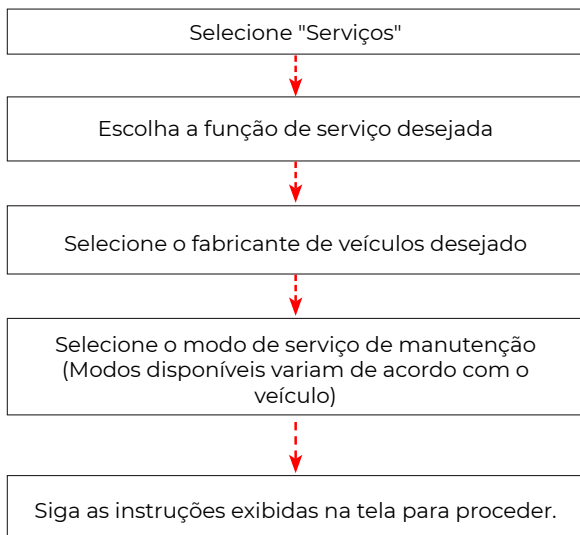 Selecione "Serviços"
Escolha a função de serviço desejada
Selecione o fabricante de veículos desejado
Selecione o modo de serviço de manutenção
(Modos disponíveis variam de acordo com o
veículo)
Siga as instruções exibidas na tela para proceder.